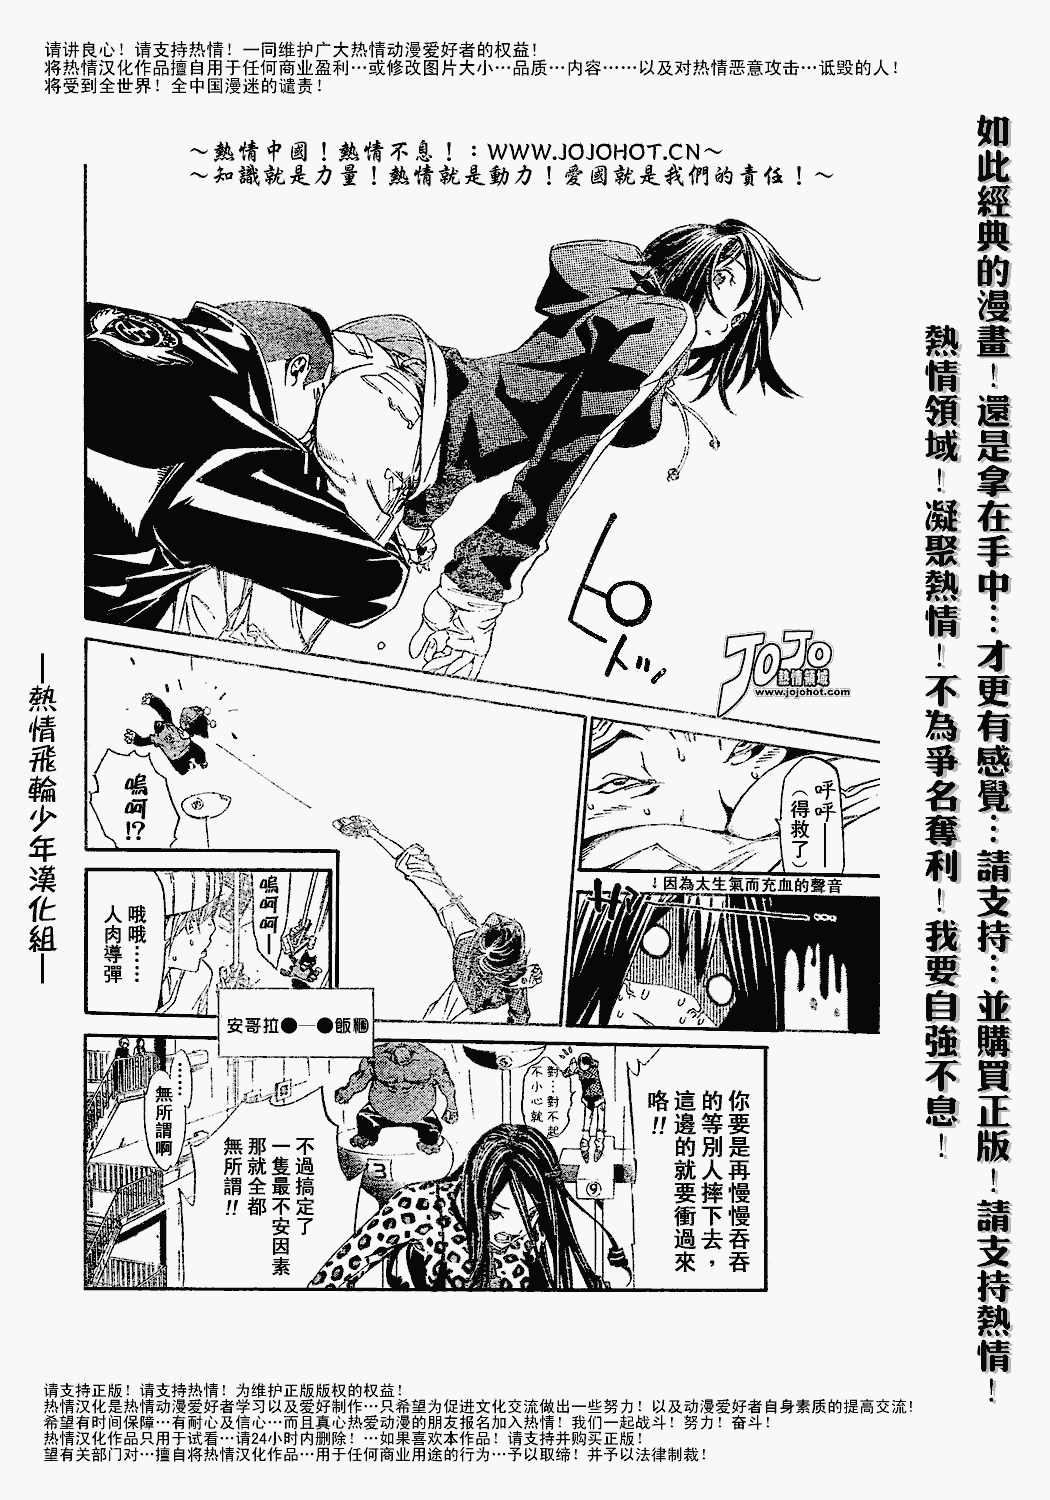 请讲良心！请支持热情！一同维护广大热情动漫爱好者的权益！
将热情汉化作品擅自用于任何商业盈利…或修改图片大小…品质…内容……以及对热情恶意攻击…诋毁的人！
将受到全世界！全中国漫迷的谴责！
～熱情中國！熱情不息！：WWW.JOJOHOT.CN～
～知識就是力量！熱情就是動力！愛國就是我們的責任！～
如此經典的漫畫！還是拿在手中…才更有感覺…請支持…並購買正版！請支持熱情！
熱情領域！凝聚熱情！不為爭名奪利！我要自強不息！
—熱情飛輪少年漢化組—
JOJO
熱情領域
www.jojohot.com
呼呼——
（得救了）
嗚呵!?
！因為太生氣而充血的聲音
嗚呵呵—
哦哦……
人肉導彈
安哥拉●—●飯糰
對…對不起
不小心就
你要是再慢慢吞吞
的等別人摔下去，
這邊的就要衝過來
咯!!
不過搞定了
一隻最不安因素
那就全都
無所謂!!
……
無所謂啊
3
9
请支持正版！请支持热情！为维护正版版权的权益！
热情汉化是热情动漫爱好者学习以及爱好制作…只希望为促进文化交流做出一些努力！以及动漫爱好者自身素质的提高交流！
希望有时间保障…有耐心及信心…而且真心热爱动漫的朋友报名加入热情！我们一起战斗！努力！奋斗！
热情汉化作品只用于试看…请24小时内删除！…如果喜欢本作品！请支持并购买正版！
望有关部门对…擅自将热情汉化作品…用于任何商业用途的行为…予以取缔！并予以法律制裁！